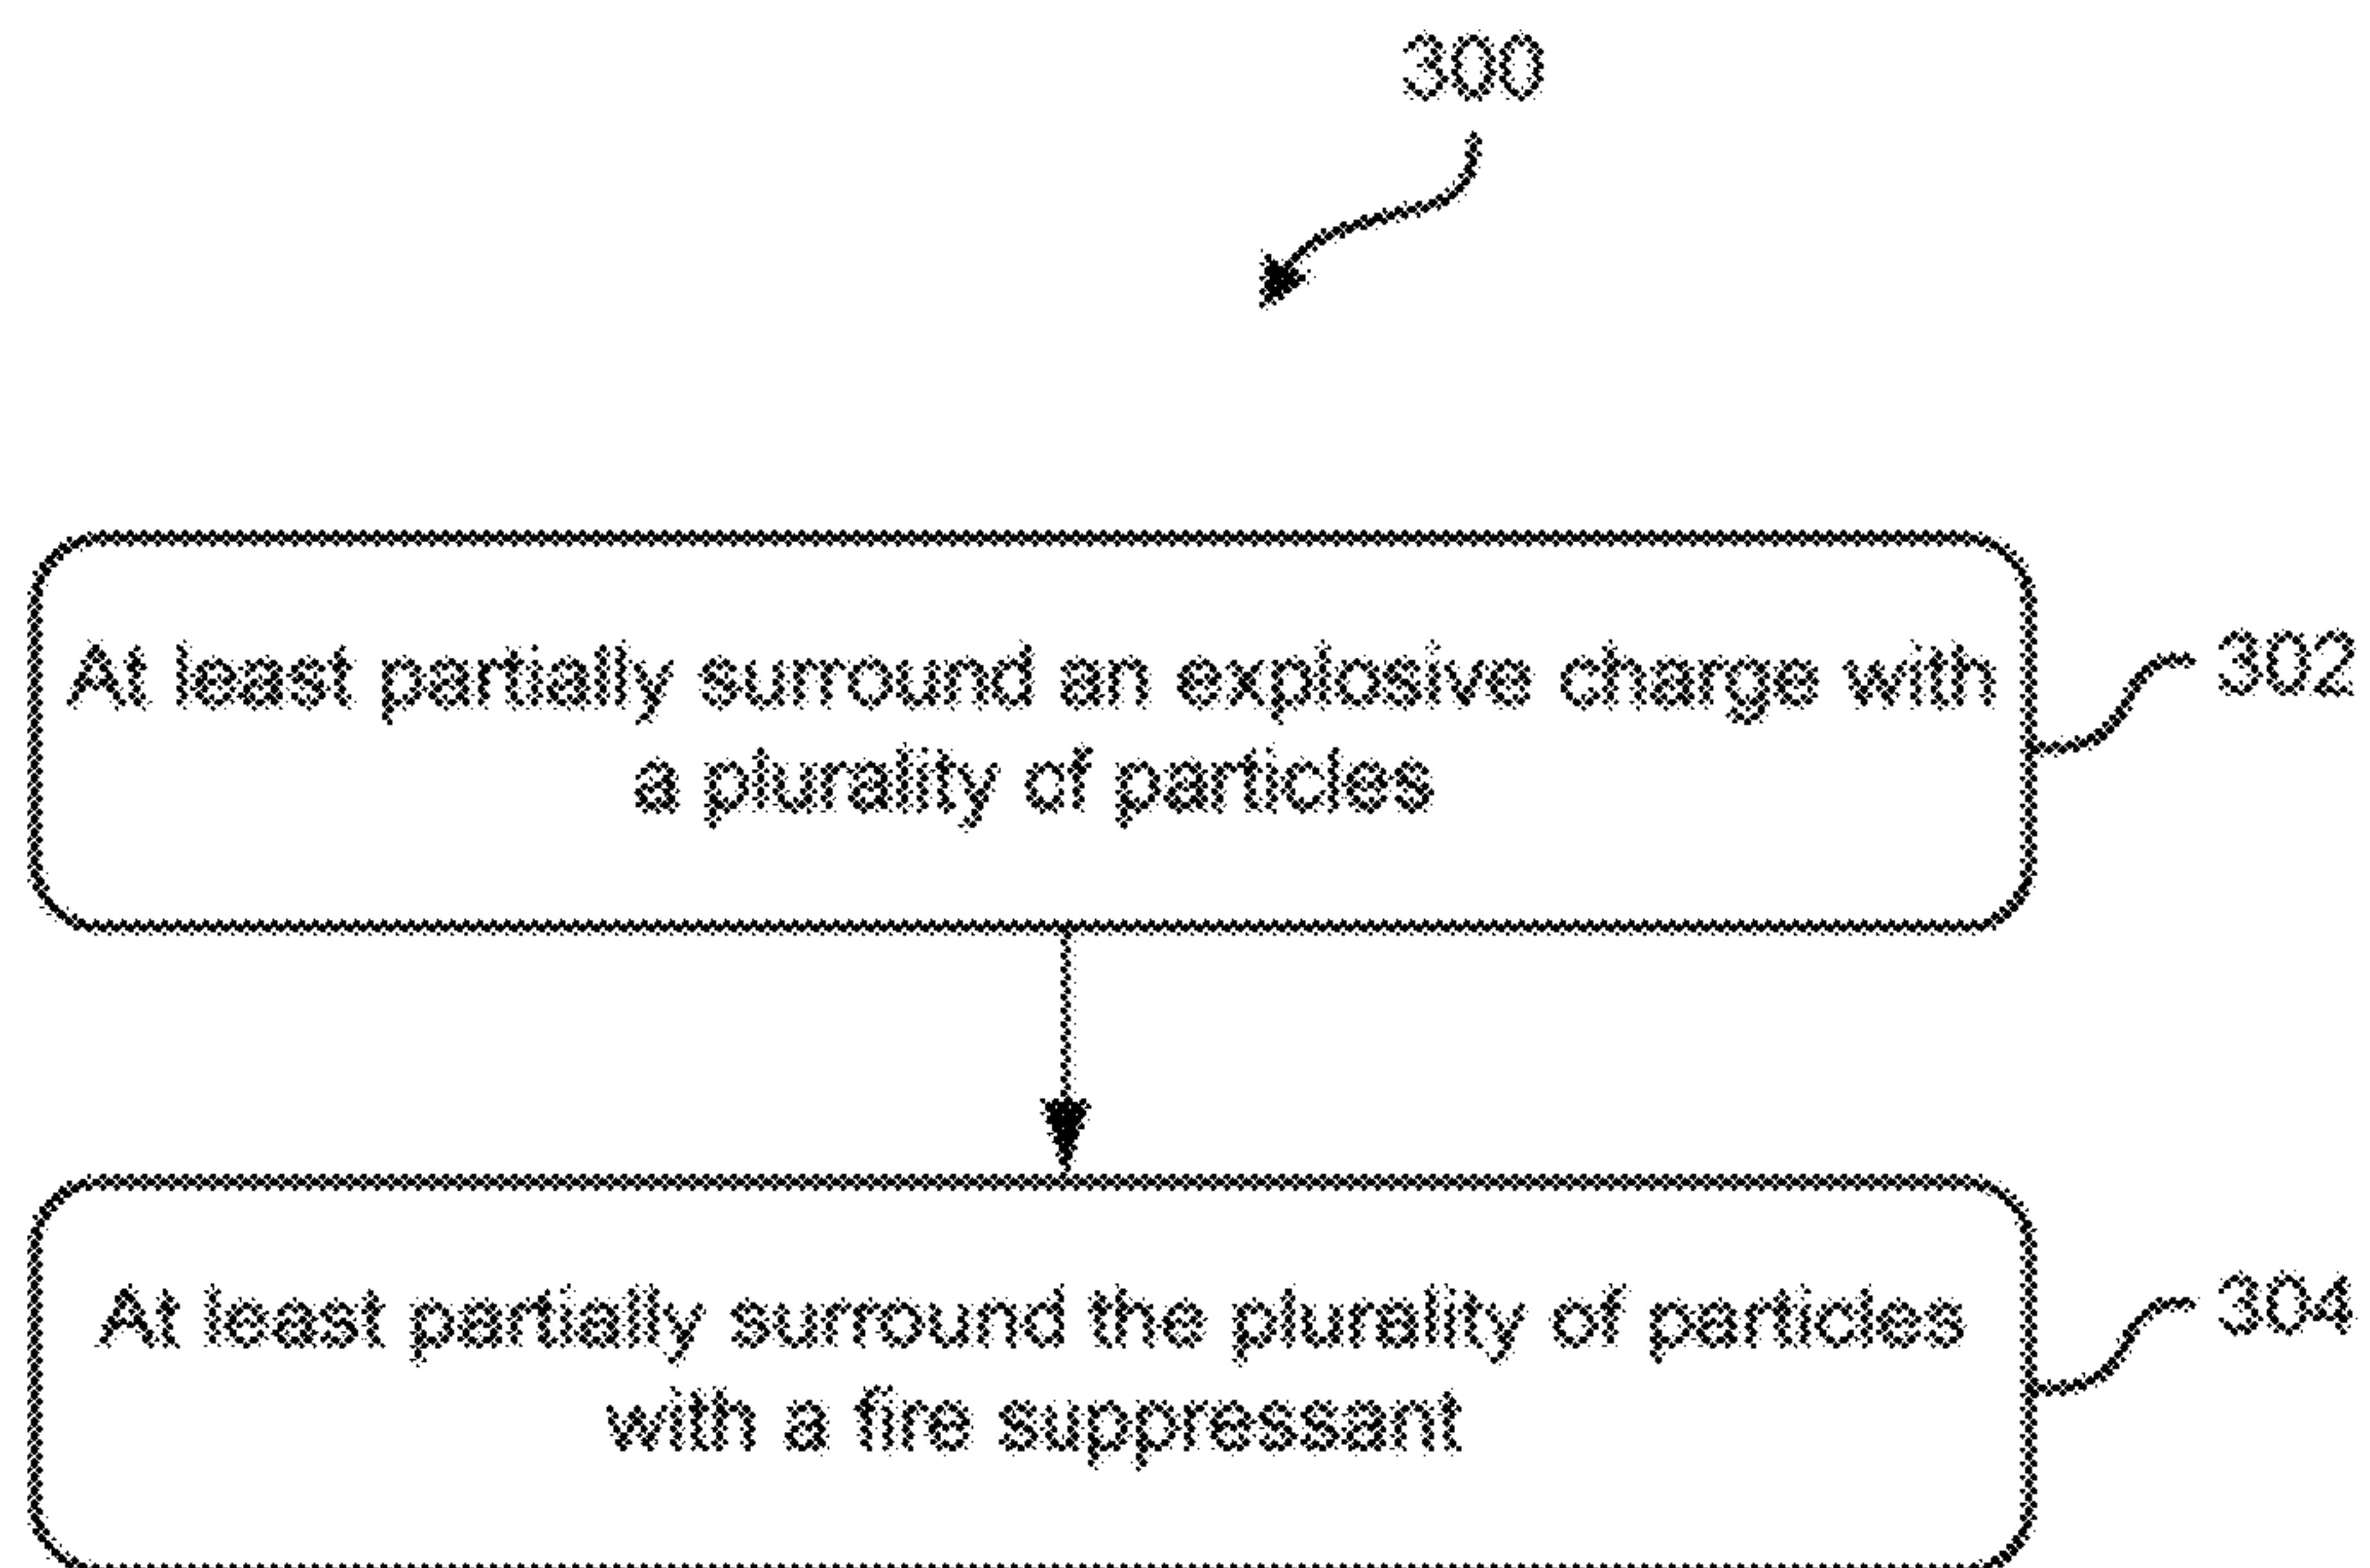 300
At least partially surround an explosive charge with
302
a plurality of particles
At least partially surround the plurality of particles
304
with a fire suppressant